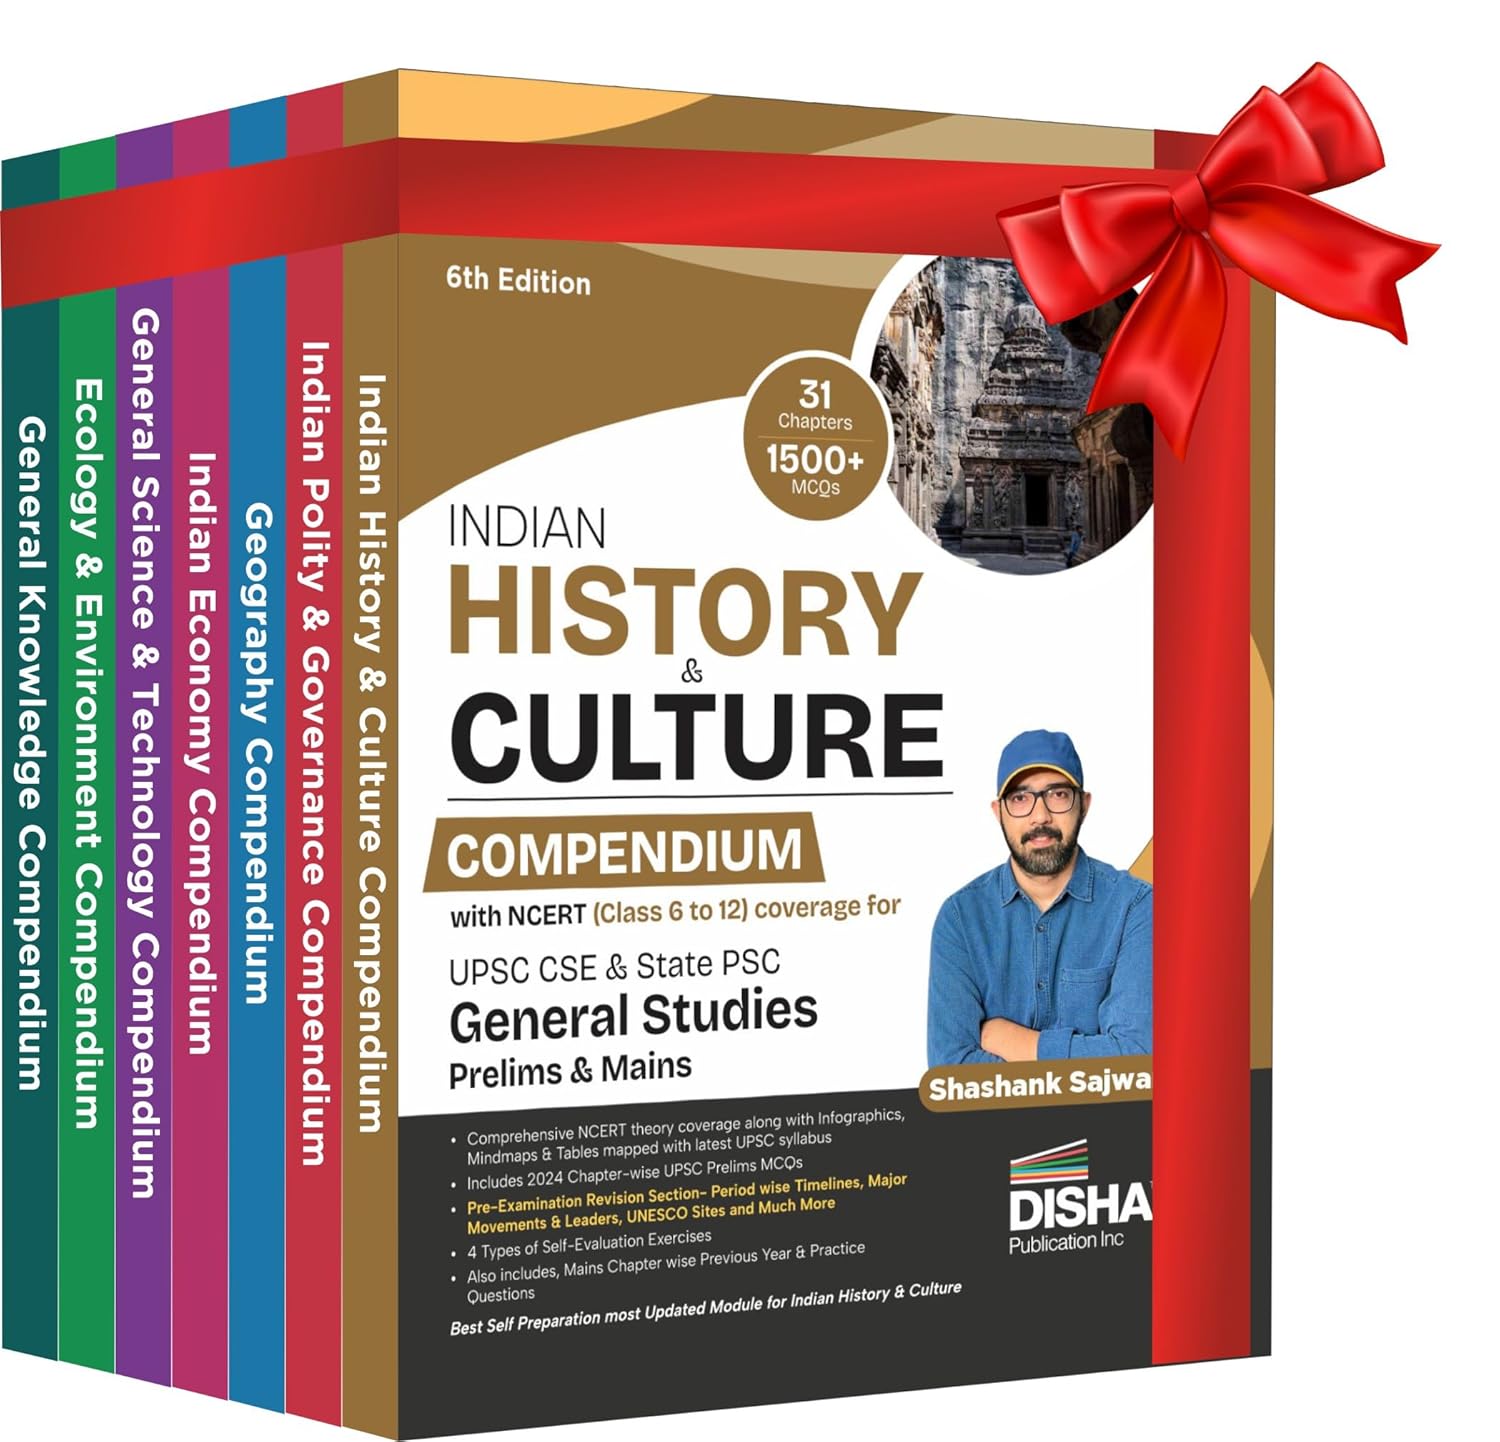 General Knowledge Compendium
Ecology & Environment Compendium
General Science & Technology Compendium
Indian Economy Compendium
Geography Compendium
Indian Polity & Governance Compendium
Indian History & Culture Compendium
6th Edition
31
Chapters
1500+
MCQs
INDIAN
HISTORY
&
CULTURE
COMPENDIUM
with NCERT (Class 6 to 12) coverage for
UPSC CSE & State PSC
General Studies
Prelims & Mains
Shashank Sajwa
• Comprehensive NCERT theory coverage along with Infographics,
Mindmaps & Tables mapped with latest UPSC syllabus
• Includes 2024 Chapter-wise UPSC Prelims MCQs
• Pre-Examination Revision Section- Period wise Timelines, Major
Movements & Leaders, UNESCO Sites and Much More
• 4 Types of Self-Evaluation Exercises
• Also includes, Mains Chapter wise Previous Year & Practice
Questions
Best Self Preparation most Updated Module for Indian History & Culture
DISHA
Publication Inc